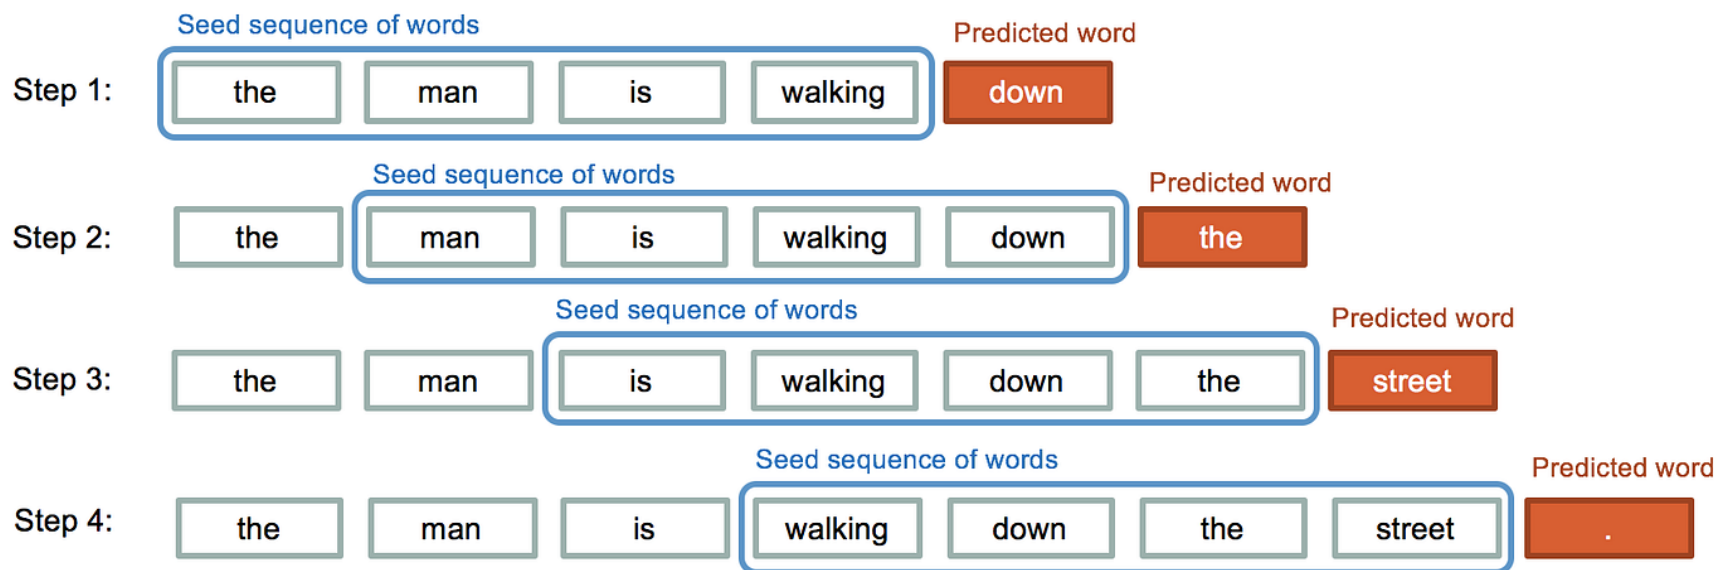 Seed sequence of words Predicted word
Step 1: the man is walking down
Seed sequence of words Predicted word
Step 2: the man is walking down the
Seed sequence of words Predicted word
Step 3: the man is walking down the street
Seed sequence of words Predicted word
Step 4: the man is walking down the street .